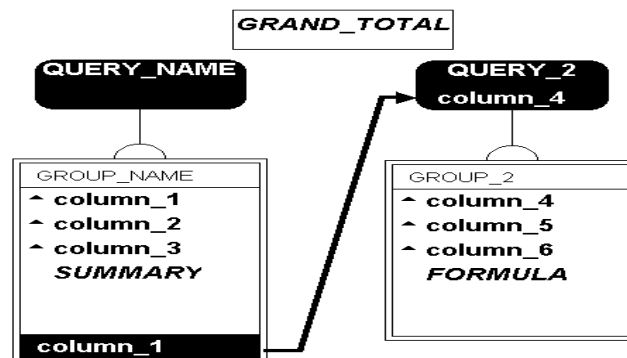 GRAND_TOTAL
QUERY_NAME
GROUP_NAME
column_1
column_2
column_3
SUMMARY
column_1
QUERY_2
column_4
GROUP_2
column_4
column_5
column_6
FORMULA